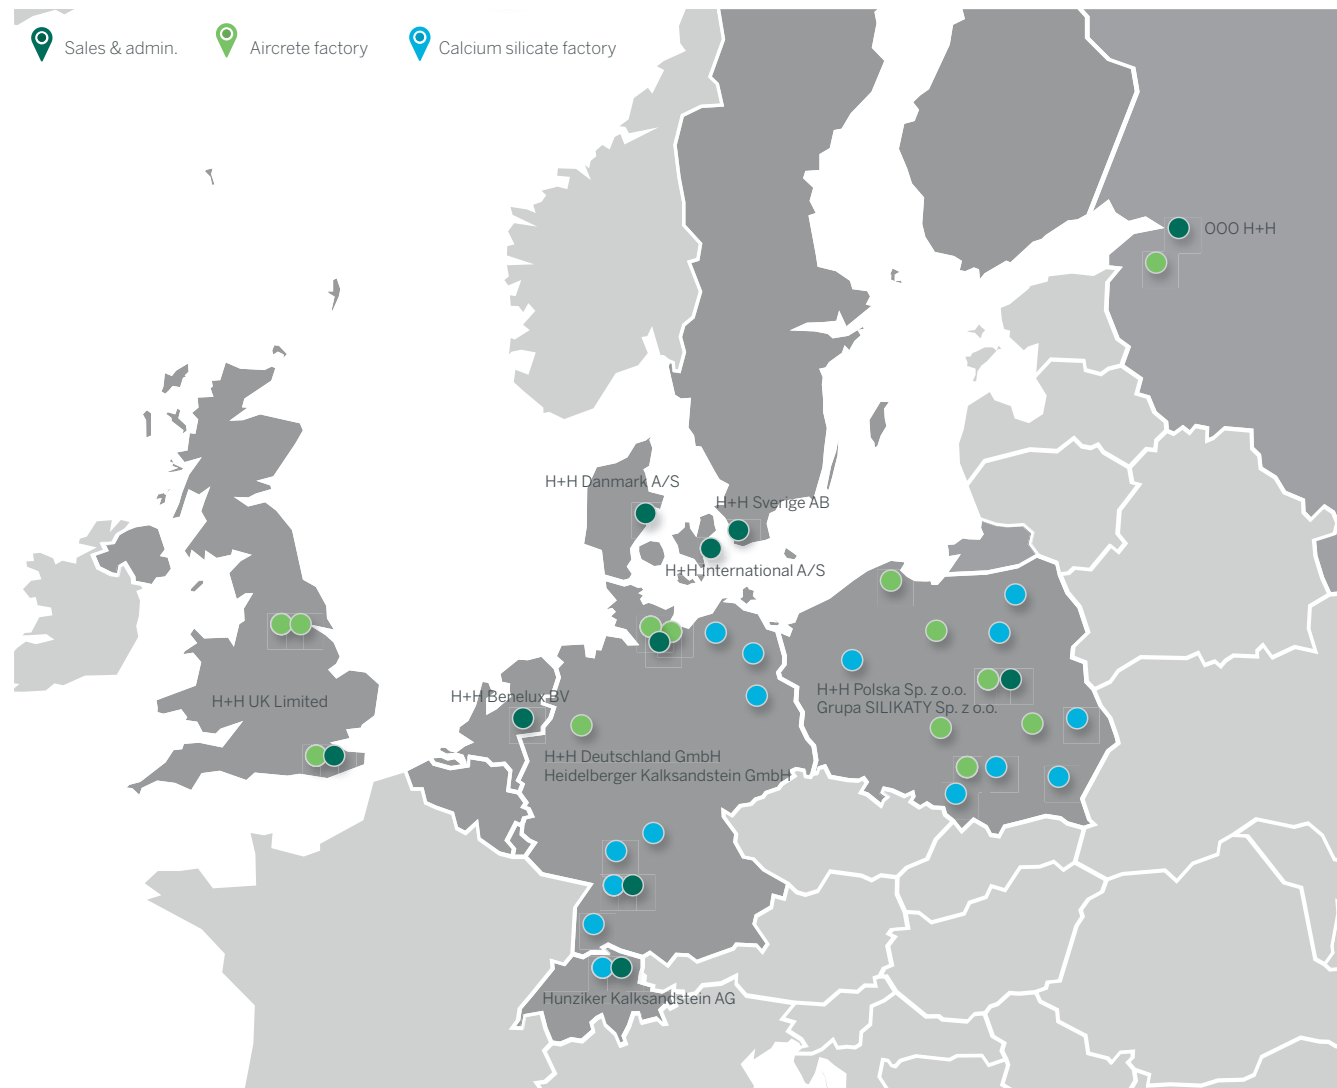 Sales & admin.
Aircrete factory
Calcium silicate factory
OOO H+H
H+H Danmark A/S
H+H Sverige AB
H+H International A/S
H+H Benelux BV
H+H UK Limited
H+H Polska Sp. z o.o.
Grupa SILIKATY Sp. z o.o.
H+H Deutschland GmbH
Heidelberger Kalksandstein GmbH
Hunziker Kalksandstein AG